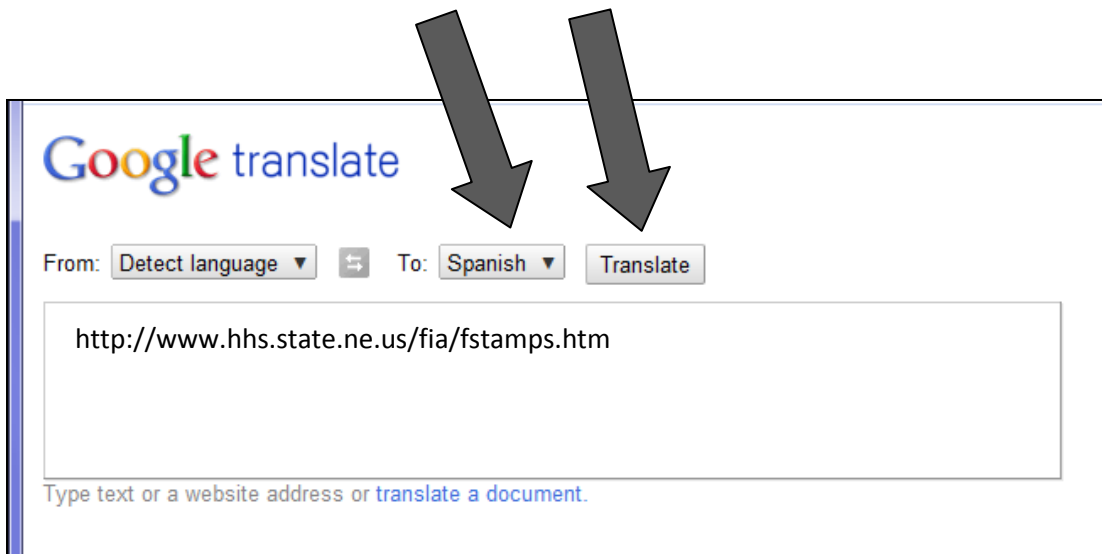 Google translate
From: Detect language ▼ To: Spanish ▼ Translate
http://www.hhs.state.ne.us/fia/fstamps.htm
Type text or a website address or translate a document.